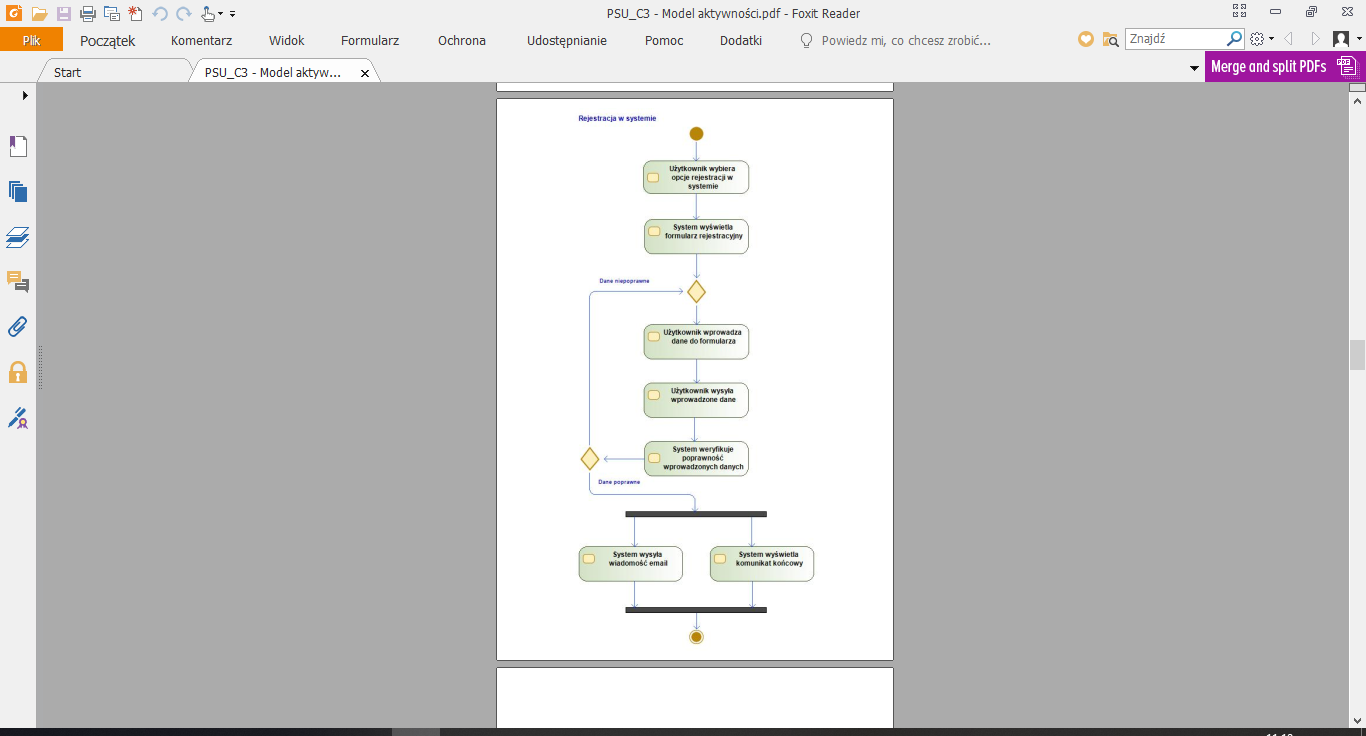 PSU_C3 - Model aktywności.pdf - Foxit Reader
Plik
Początek
Komentarz
Widok
Formularz
Ochrona
Udostępnianie
Pomoc
Dodatki
Powiedz mi, co chcesz zrobić...
Znajdź
Start
PSU_C3 - Model aktyw...
Merge and split PDFs
Rejestracja w systemie
Użytkownik wybiera
opcje rejestracji w
systemie
System wyświetla
formularz rejestracyjny
Dane niepoprawne
Użytkownik wprowadza
dane do formularza
Użytkownik wysyła
wprowadzone dane
System weryfikuje
poprawność
wprowadzonych danych
Dane poprawne
System wysyła
wiadomość email
System wyświetla
komunikat końcowy